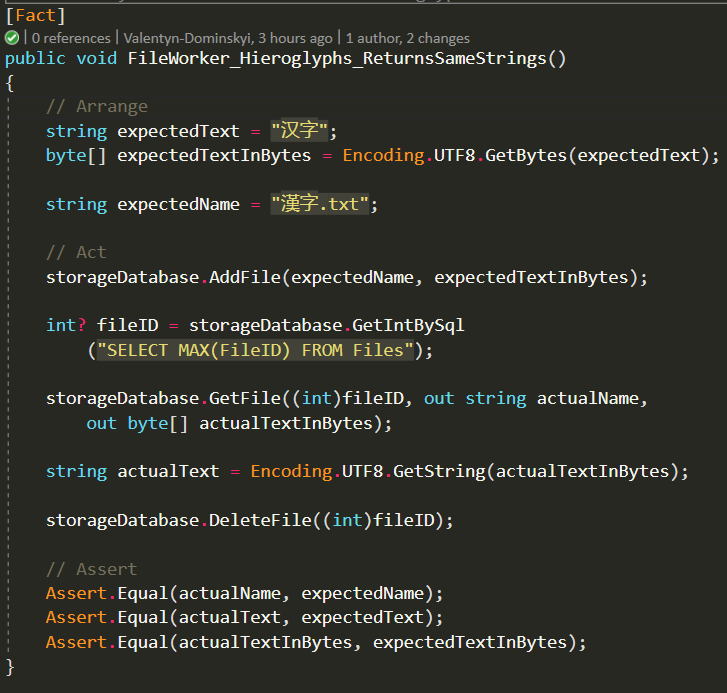 [Fact]
0 references | Valentyn-Dominskyi, 3 hours ago | 1 author, 2 changes
public void FileWorker_Hieroglyphs_ReturnsSameStrings()
{
// Arrange
string expectedText = "汉字";
byte[] expectedTextInBytes = Encoding.UTF8.GetBytes(expectedText);
string expectedName = "漢字.txt";
// Act
storageDatabase.AddFile(expectedName, expectedTextInBytes);
int? fileID = storageDatabase.GetIntBySql
("SELECT MAX(FileID) FROM Files");
storageDatabase.GetFile((int)fileID, out string actualName,
out byte[] actualTextInBytes);
string actualText = Encoding.UTF8.GetString(actualTextInBytes);
storageDatabase.DeleteFile((int)fileID);
// Assert
Assert.Equal(actualName, expectedName);
Assert.Equal(actualText, expectedText);
Assert.Equal(actualTextInBytes, expectedTextInBytes);
}